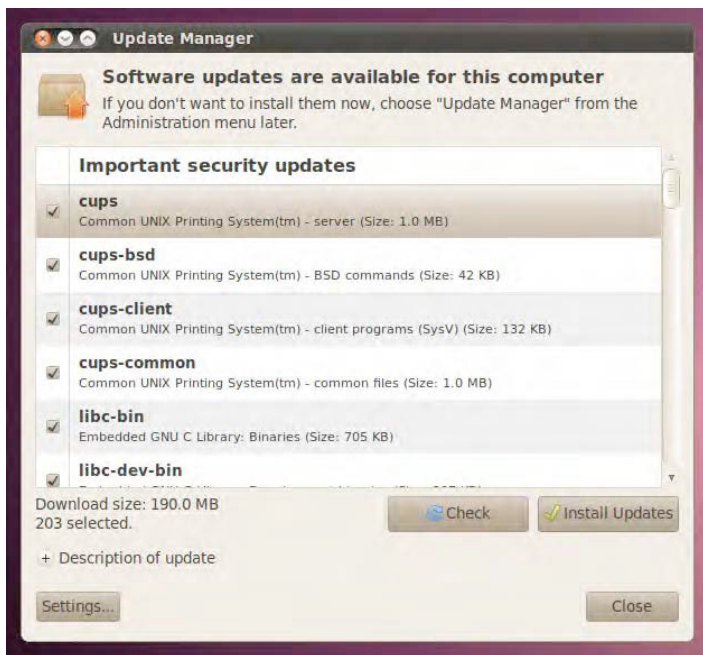 Update Manager
Software updates are available for this computer
If you don't want to install them now, choose "Update Manager" from the
Administration menu later.
Important security updates
cups
Common UNIX Printing System(tm) - server (Size: 1.0 MB)
cups-bsd
Common UNIX Printing System(tm) - BSD commands (Size: 42 KB)
cups-client
Common UNIX Printing System(tm) - client programs (SysV) (Size: 132 KB)
cups-common
Common UNIX Printing System(tm) - common files (Size: 1.0 MB)
libc-bin
Embedded GNU C Library: Binaries (Size: 705 KB)
libc-dev-bin
Download size: 190.0 MB
203 selected.
Check
Install Updates
+ Description of update
Settings...
Close